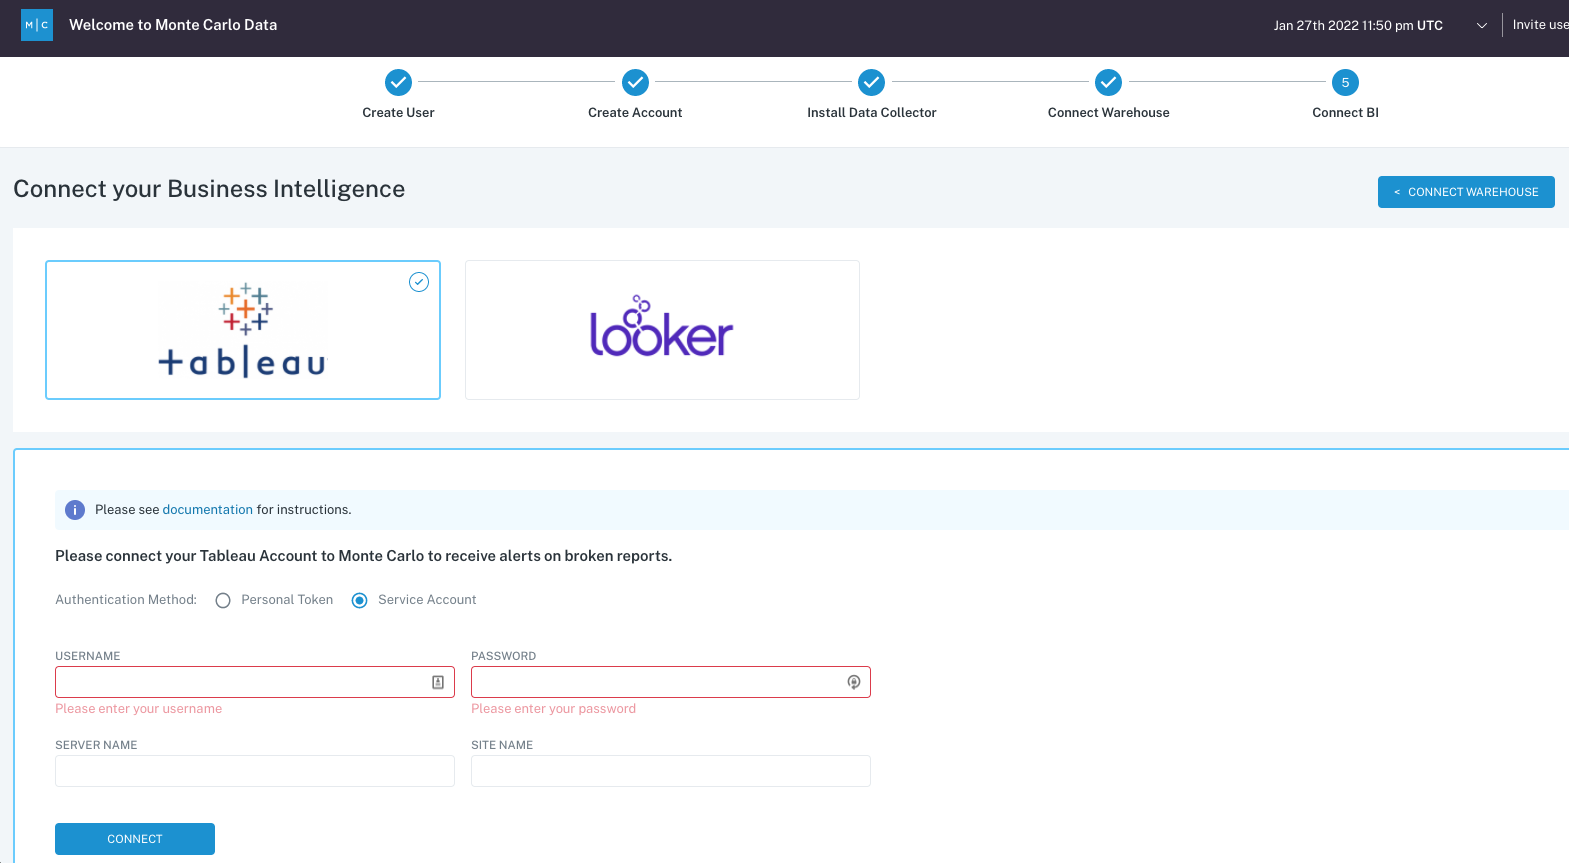 M|C Welcome to Monte Carlo Data Jan 27th 2022 11:50 pm UTC Invite use
5
Create User Create Account Install Data Collector Connect Warehouse Connect BI
Connect your Business Intelligence
< CONNECT WAREHOUSE
tableau
looker
i Please see documentation for instructions.
Please connect your Tableau Account to Monte Carlo to receive alerts on broken reports.
Authentication Method: Personal Token Service Account
USERNAME PASSWORD
Please enter your username Please enter your password
SERVER NAME SITE NAME
CONNECT